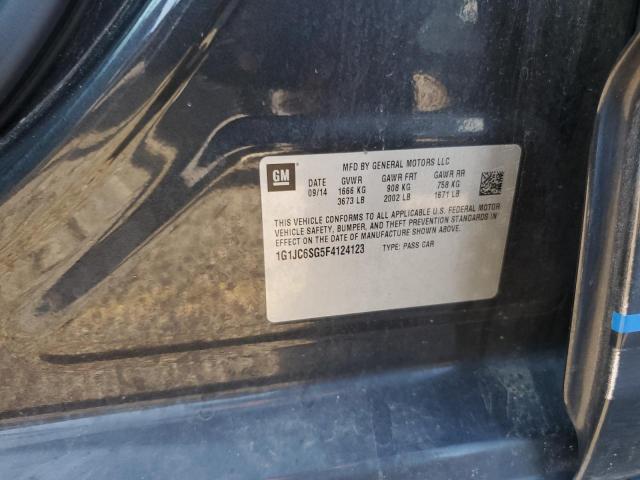 GM
MFD BY GENERAL MOTORS LLC
DATE GVWR GAWR FRT GAWR RR
09/14 1666 KG 908 KG 758 KG
3673 LB 2002 LB 1671 LB
THIS VEHICLE CONFORMS TO ALL APPLICABLE U.S. FEDERAL MOTOR
VEHICLE SAFETY, BUMPER, AND THEFT PREVENTION STANDARDS IN
EFFECT ON THE DATE OF MANUFACTURE SHOWN ABOVE.
1G1JC6SG5F4124123 TYPE: PASS CAR